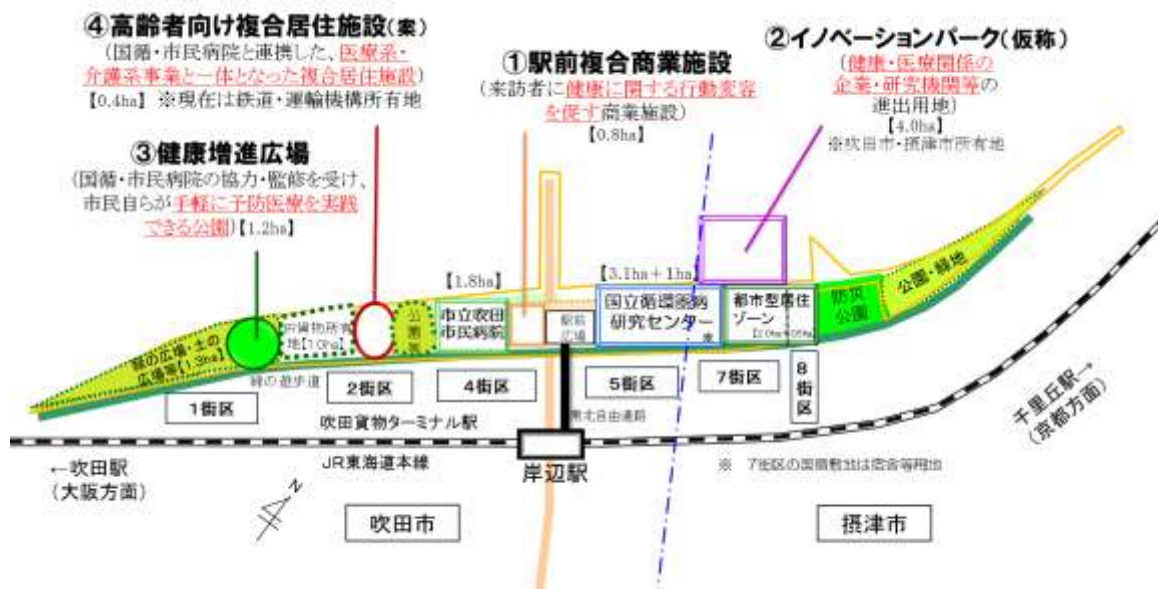 ④高齢者向け複合居住施設(案)
(国循・市民病院と連携した、医療系・
介護系事業と一体となった複合居住施設)
【0.4ha】 ※現在は鉄道・運輸機構所有地
②イノベーションパーク(仮称)
(健康・医療関係の
企業・研究機関等の
進出用地)
【4.0ha】
※吹田市・摂津市所有地
①駅前複合商業施設
(来訪者に健康に関する行動変容
を促す商業施設)
【0.8ha】
③健康増進広場
(国循・市民病院の協力・監修を受け、
市民自らが手軽に予防医療を実践
できる公園)【1.2ha】
【1.8ha】
【3.1ha+1ha】
緑の広場・土の
広場等【1.3ha】
JR貨物所有
地【1.0ha】
公園等
市立吹田
市民病院
駅前
広場
国立循環器病
研究センター
※
都市型居住
ゾーン
防災
公園
公園・緑地
緑の遊歩道
1街区
2街区
4街区
5街区
7街区
8街区
吹田貨物ターミナル駅
南北自由通路
千里丘駅→
(京都方面)
←吹田駅
(大阪方面)
JR東海道本線
岸辺駅
※ 7街区の国循敷地は宿舎等用地
N
吹田市
摂津市